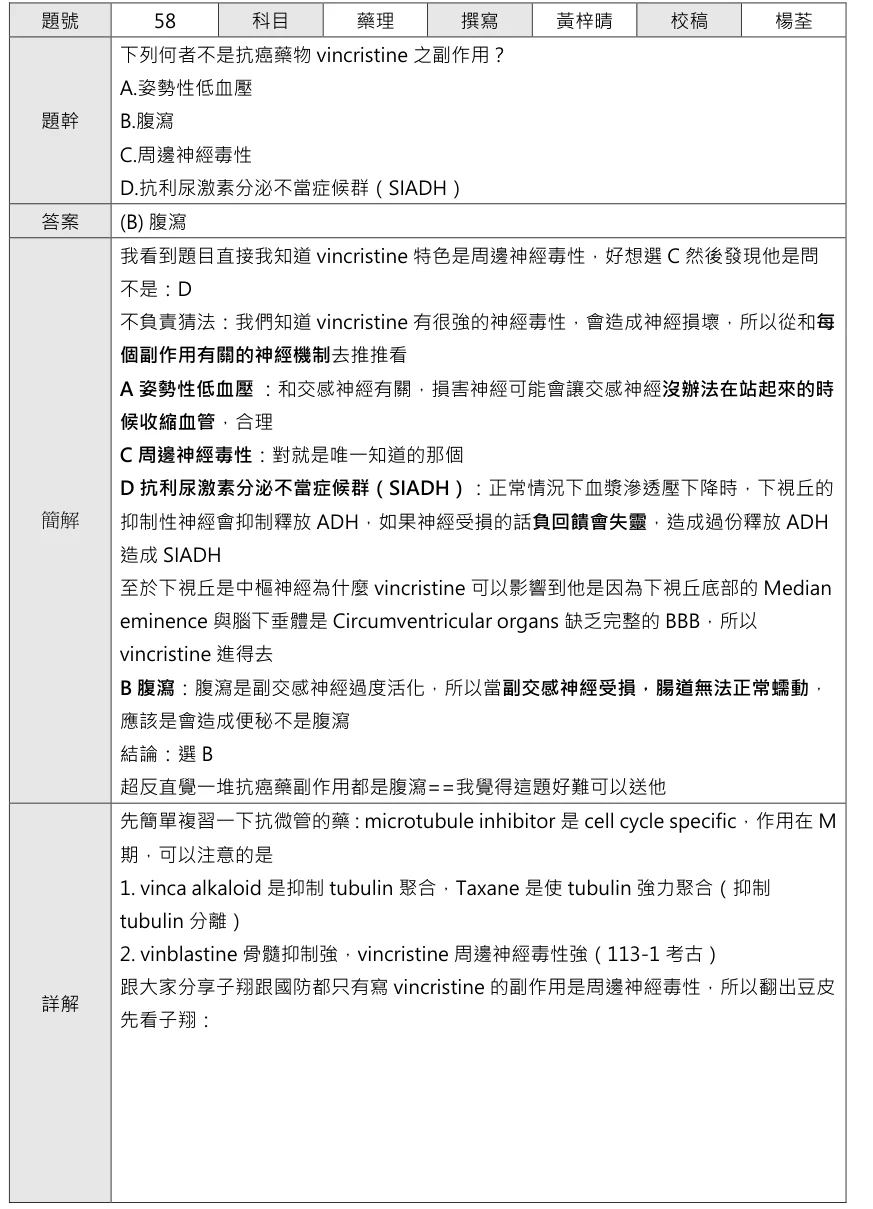 題號 58 科目 藥理 撰寫 黃梓晴 校稿 楊荃
題幹
下列何者不是抗癌藥物 vincristine 之副作用？
A.姿勢性低血壓
B.腹瀉
C.周邊神經毒性
D.抗利尿激素分泌不當症候群（SIADH）
答案
(B) 腹瀉
簡解
我看到題目直接我知道 vincristine 特色是周邊神經毒性，好想選 C 然後發現他是問
不是：D
不負責猜法：我們知道 vincristine 有很強的神經毒性，會造成神經損壞，所以從和每
個副作用有關的神經機制去推推看
A 姿勢性低血壓 ：和交感神經有關，損害神經可能會讓交感神經沒辦法在站起來的時
候收縮血管，合理
C 周邊神經毒性：對就是唯一知道的那個
D 抗利尿激素分泌不當症候群（SIADH）：正常情況下血漿滲透壓下降時，下視丘的
抑制性神經會抑制釋放 ADH，如果神經受損的話負回饋會失靈，造成過份釋放 ADH
造成 SIADH
至於下視丘是中樞神經為什麼 vincristine 可以影響到他是因為下視丘底部的 Median
eminence 與腦下垂體是 Circumventricular organs 缺乏完整的 BBB，所以
vincristine 進得去
B 腹瀉：腹瀉是副交感神經過度活化，所以當副交感神經受損，腸道無法正常蠕動，
應該是會造成便秘不是腹瀉
結論：選 B
超反直覺一堆抗癌藥副作用都是腹瀉==我覺得這題好難可以送他
詳解
先簡單複習一下抗微管的藥 : microtubule inhibitor 是 cell cycle specific，作用在 M
期，可以注意的是
1. vinca alkaloid 是抑制 tubulin 聚合，Taxane 是使 tubulin 強力聚合（抑制
tubulin 分離）
2. vinblastine 骨髓抑制強，vincristine 周邊神經毒性強（113-1 考古）
跟大家分享子翔跟國防都只有寫 vincristine 的副作用是周邊神經毒性，所以翻出豆皮
先看子翔：